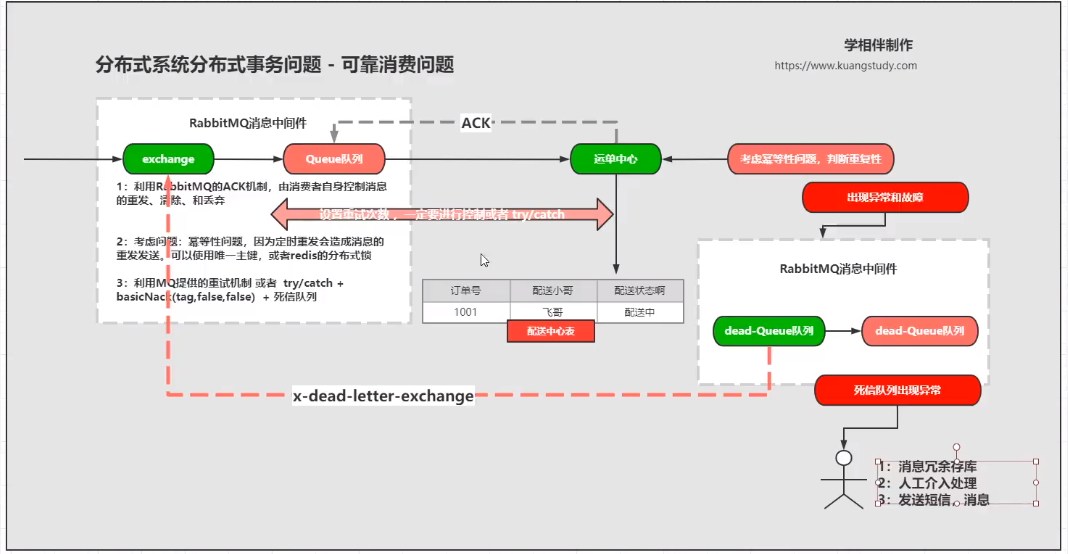 学相伴制作
https://www.kuangstudy.com
分布式系统分布式事务问题 - 可靠消费问题
RabbitMQ消息中间件
ACK
exchange
Queue队列
运单中心
考虑幂等性问题，判断重复性
1：利用RabbitMQ的ACK机制，由消费者自身控制消息
的重发、清除、和丢弃
设置重试次数 ，一定要进行控制或者 try/catch
2：考虑问题：幂等性问题，因为定时重发会造成消息的
重复发送。可以使用唯一主键，或者redis的分布式锁
3：利用MQ提供的重试机制 或者 try/catch +
basicNack(tag,false,false) + 死信队列
订单号 配送小哥 配送状态啊
1001 飞哥 配送中
配送中心表
出现异常和故障
RabbitMQ消息中间件
dead-Queue队列
dead-Queue队列
x-dead-letter-exchange
死信队列出现异常
1：消息冗余存库
2：人工介入处理
3：发送短信，消息